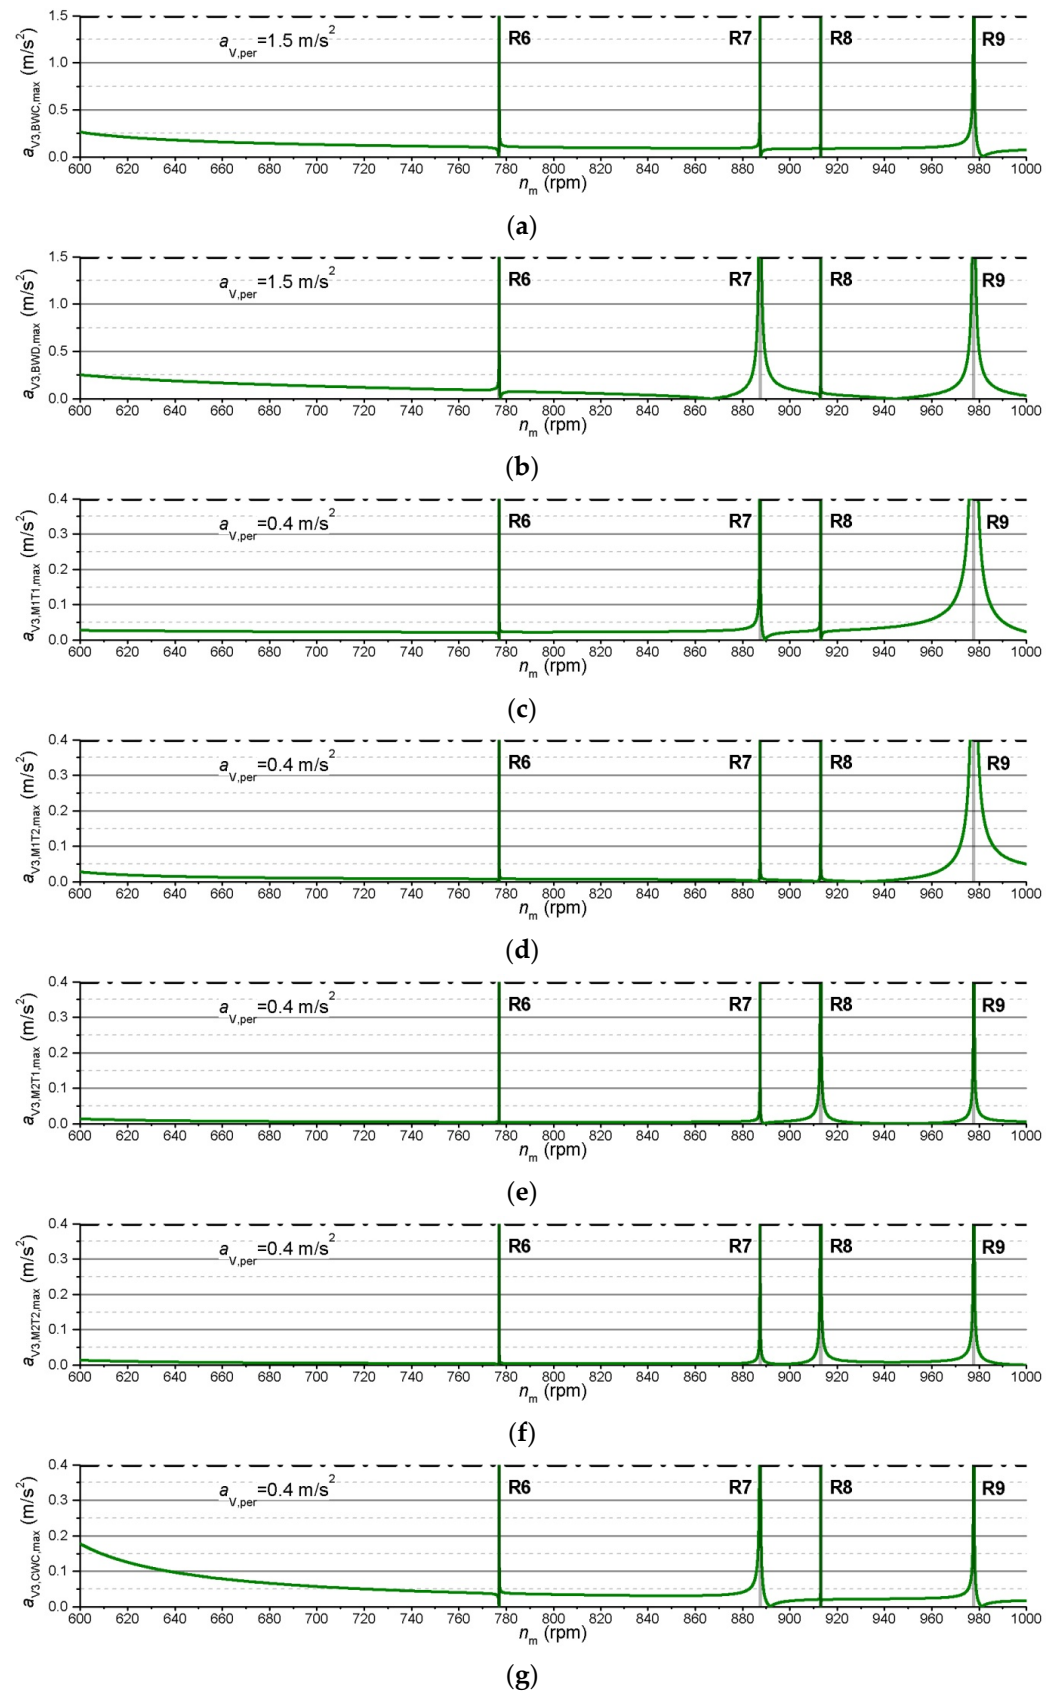 1.5
a_V,per=1.5 m/s²
R6
R7
R8
R9
1.0
0.5
0.0
a_V3,BWC,max (m/s²)
600 620 640 660 680 700 720 740 760 780 800 820 840 860 880 900 920 940 960 980 1000
n_m (rpm)
(a)
1.5
a_V,per=1.5 m/s²
R6
R7
R8
R9
1.0
0.5
0.0
a_V3,BWD,max (m/s²)
600 620 640 660 680 700 720 740 760 780 800 820 840 860 880 900 920 940 960 980 1000
n_m (rpm)
(b)
0.4
a_V,per=0.4 m/s²
R6
R7
R8
R9
0.3
0.2
0.1
0.0
a_V3,M1T1,max (m/s²)
600 620 640 660 680 700 720 740 760 780 800 820 840 860 880 900 920 940 960 980 1000
n_m (rpm)
(c)
0.4
a_V,per=0.4 m/s²
R6
R7
R8
R9
0.3
0.2
0.1
0.0
a_V3,M1T2,max (m/s²)
600 620 640 660 680 700 720 740 760 780 800 820 840 860 880 900 920 940 960 980 1000
n_m (rpm)
(d)
0.4
a_V,per=0.4 m/s²
R6
R7
R8
R9
0.3
0.2
0.1
0.0
a_V3,M2T1,max (m/s²)
600 620 640 660 680 700 720 740 760 780 800 820 840 860 880 900 920 940 960 980 1000
n_m (rpm)
(e)
0.4
a_V,per=0.4 m/s²
R6
R7
R8
R9
0.3
0.2
0.1
0.0
a_V3,M2T2,max (m/s²)
600 620 640 660 680 700 720 740 760 780 800 820 840 860 880 900 920 940 960 980 1000
n_m (rpm)
(f)
0.4
a_V,per=0.4 m/s²
R6
R7
R8
R9
0.3
0.2
0.1
0.0
a_V3,CWC,max (m/s²)
600 620 640 660 680 700 720 740 760 780 800 820 840 860 880 900 920 940 960 980 1000
n_m (rpm)
(g)